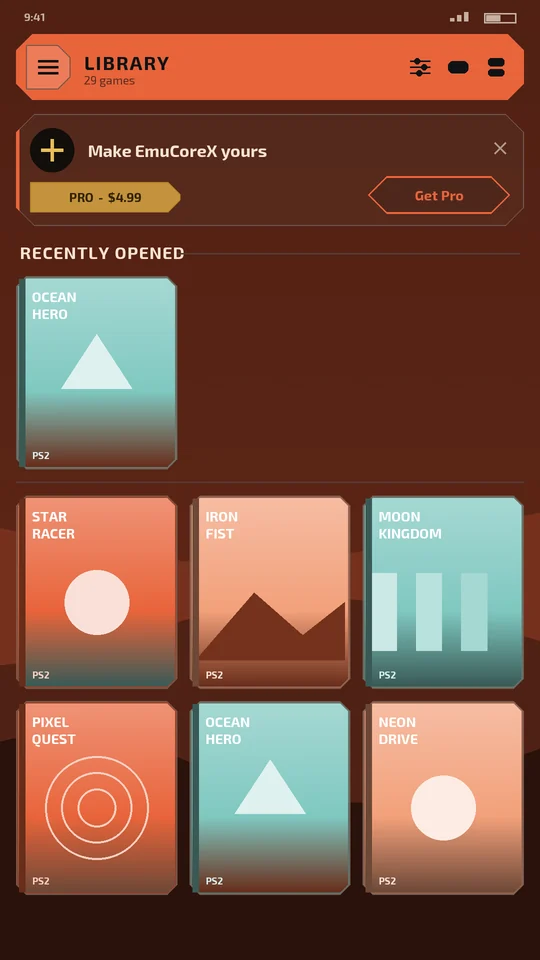 9:41
LIBRARY
29 games
Make EmuCoreX yours
PRO - $4.99
Get Pro
RECENTLY OPENED
OCEAN
HERO
PS2
STAR
RACER
PS2
IRON
FIST
PS2
MOON
KINGDOM
PS2
PIXEL
QUEST
PS2
OCEAN
HERO
PS2
NEON
DRIVE
PS2